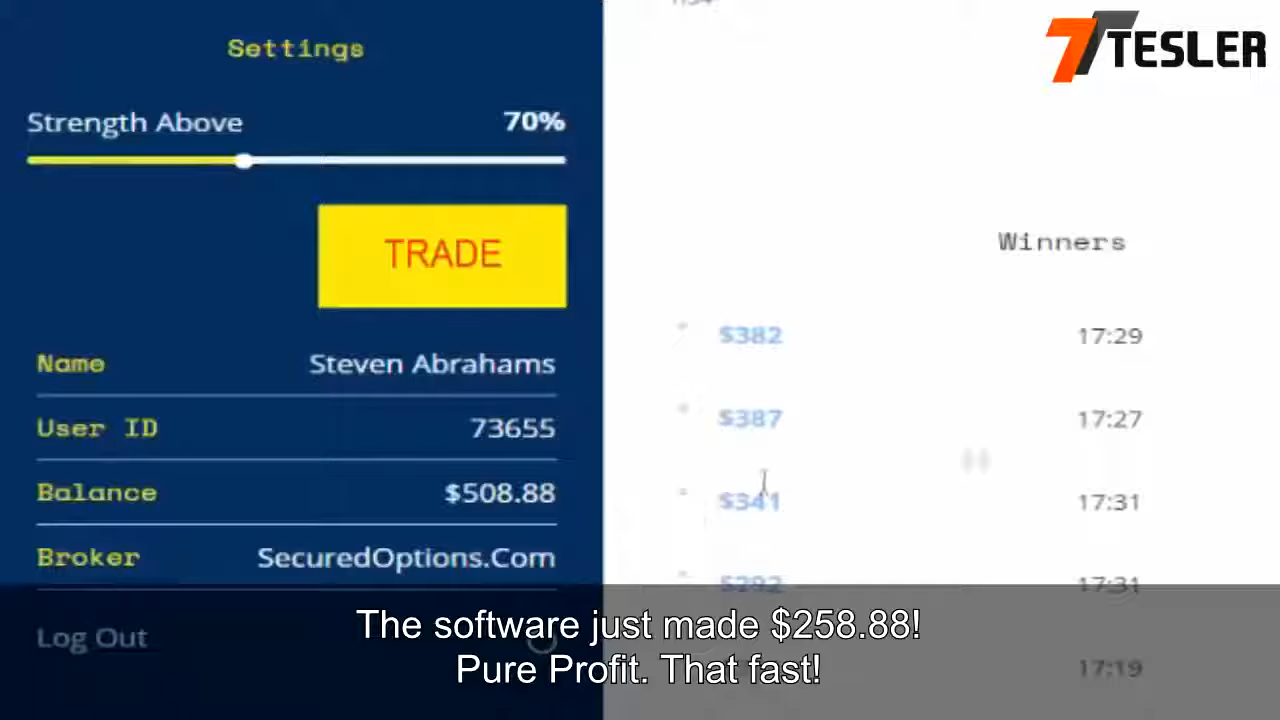 Settings
Strength Above 70%
TRADE
Name Steven Abrahams
User ID 73655
Balance $508.88
Broker SecuredOptions.Com
Log Out
TESLER
Winners
$382 17:29
$387 17:27
$341 17:31
$292 17:31
17:19
The software just made $258.88!
Pure Profit. That fast!